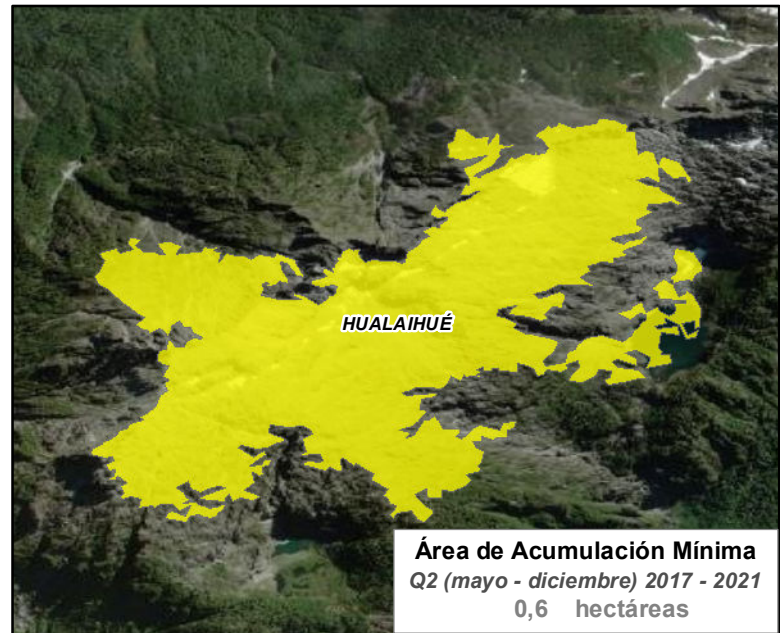 HUALAIHUÉ
Área de Acumulación Mínima
Q2 (mayo - diciembre) 2017 - 2021
0,6 hectáreas